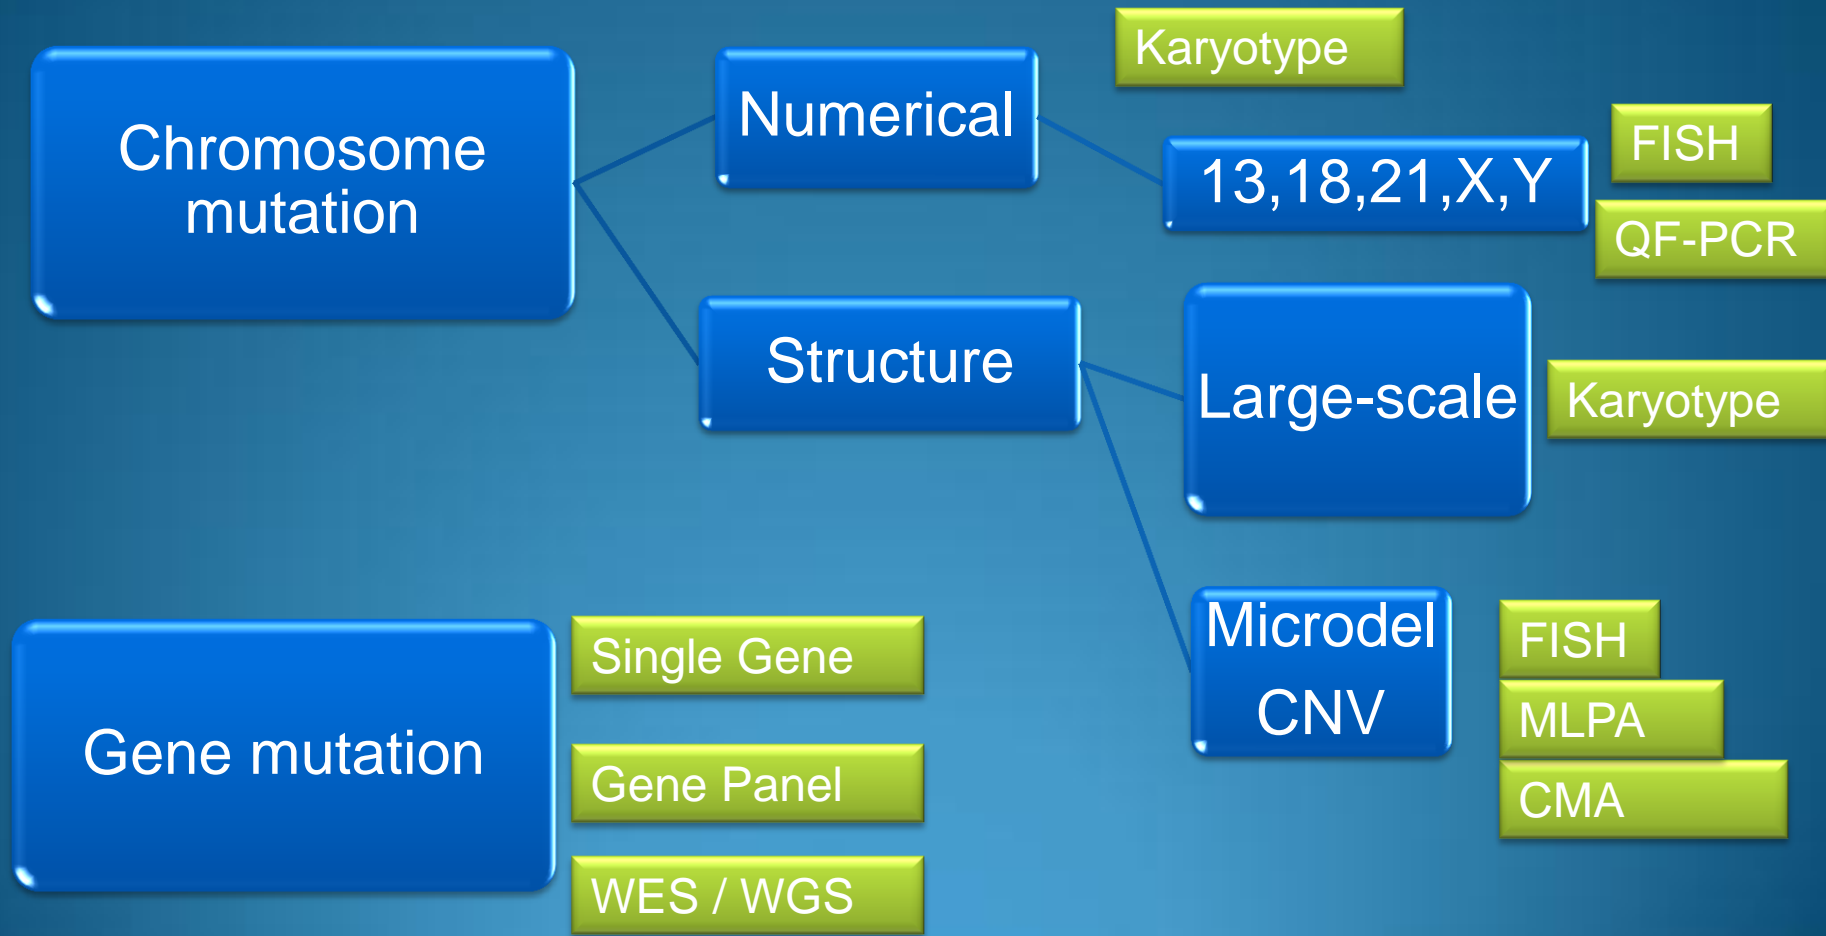 Chromosome
mutation
Numerical
Karyotype
13,18,21,X,Y
FISH
QF-PCR
Structure
Large-scale
Karyotype
Microdel
CNV
FISH
MLPA
CMA
Gene mutation
Single Gene
Gene Panel
WES / WGS